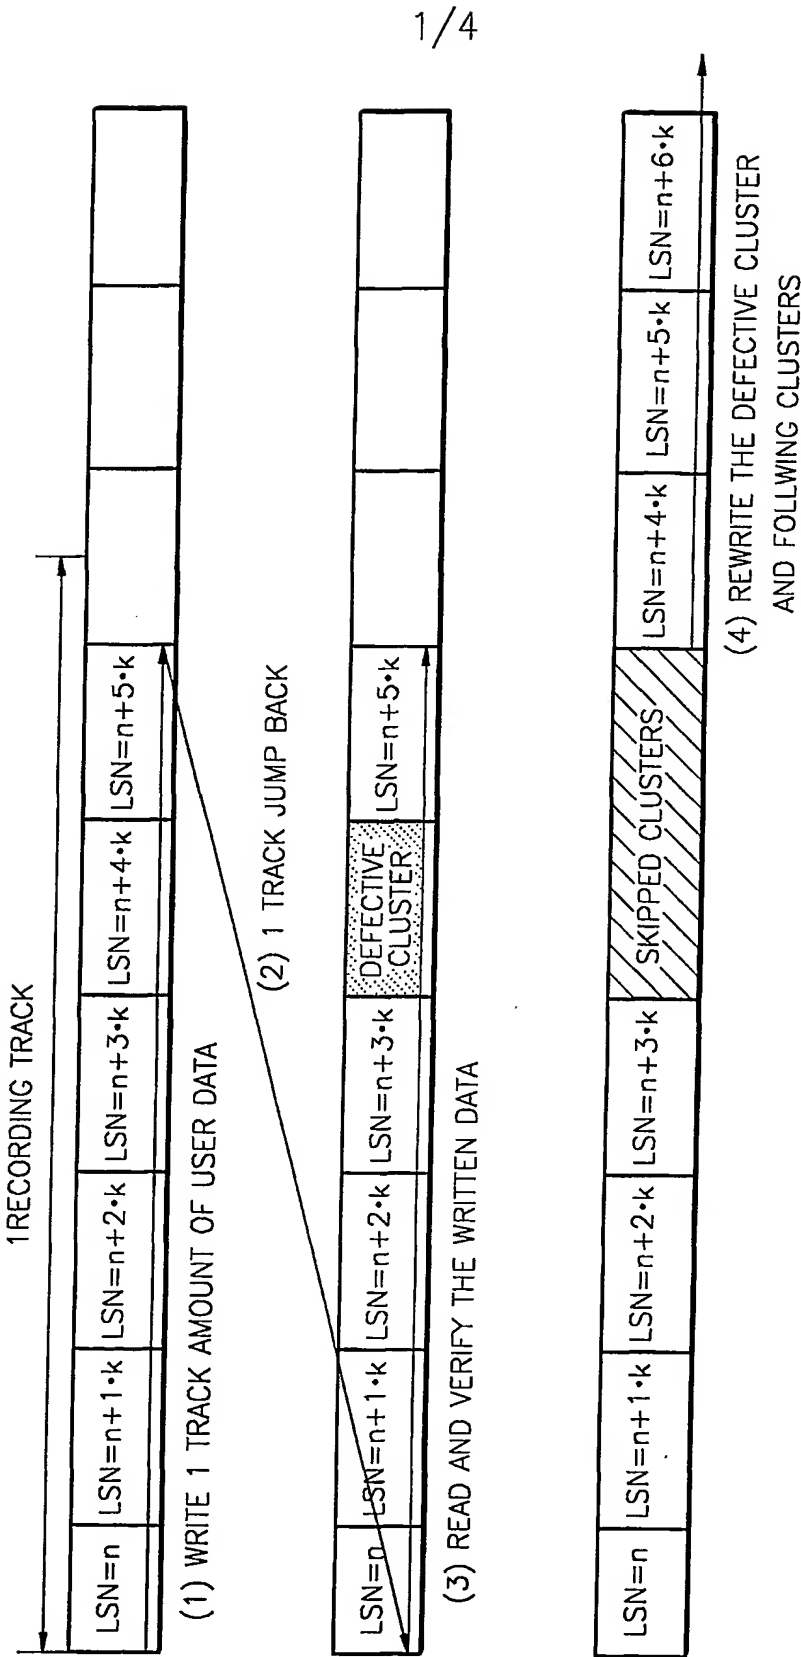 1/4
1RECORDING TRACK
LSN=n LSN=n+1•k LSN=n+2•k LSN=n+3•k LSN=n+4•k LSN=n+5•k
(1) WRITE 1 TRACK AMOUNT OF USER DATA
(2) 1 TRACK JUMP BACK
LSN=n LSN=n+1•k LSN=n+2•k LSN=n+3•k DEFECTIVE LSN=n+5•k
CLUSTER
(3) READ AND VERIFY THE WRITTEN DATA
LSN=n LSN=n+1•k LSN=n+2•k LSN=n+3•k SKIPPED CLUSTERS LSN=n+4•k LSN=n+5•k LSN=n+6•k
(4) REWRITE THE DEFECTIVE CLUSTER
AND FOLLWING CLUSTERS